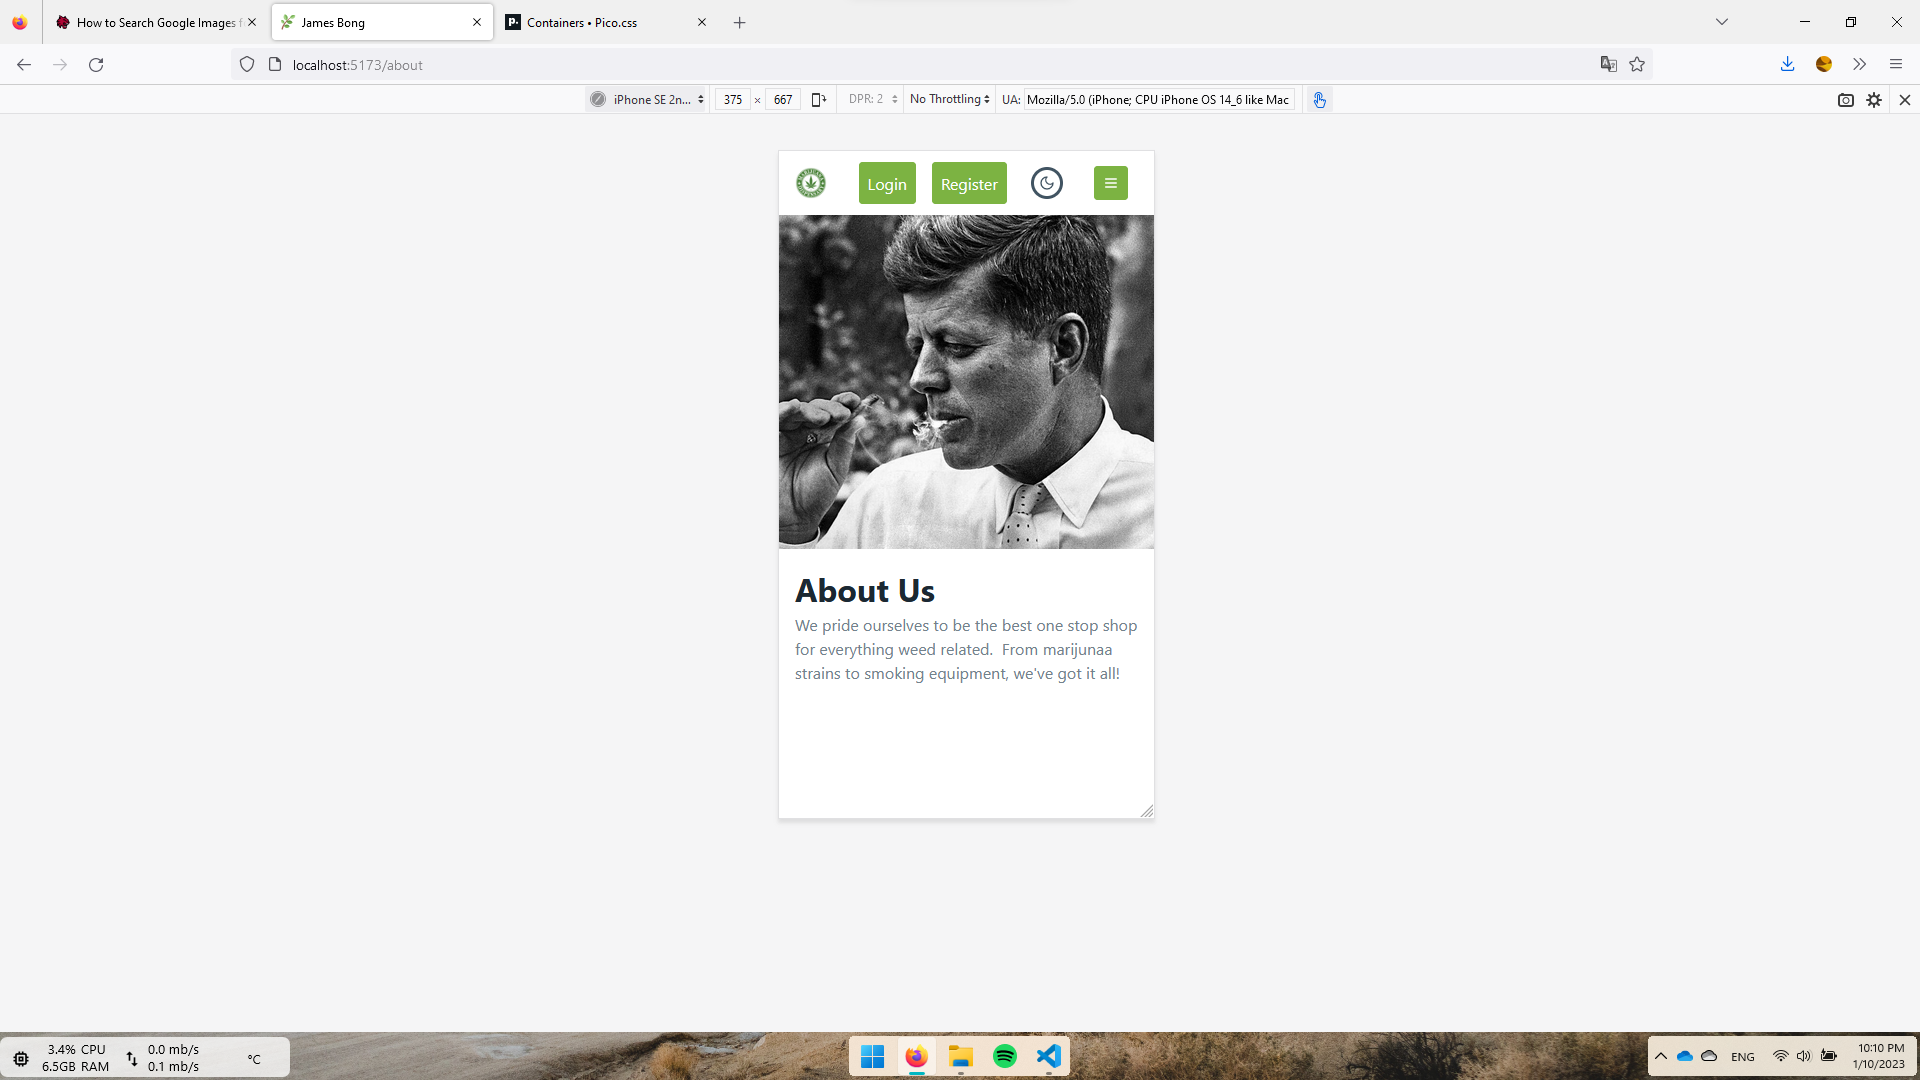 How to Search Google Images f
James Bong
Containers • Pico.css
localhost:5173/about
iPhone SE 2n...
375 × 667
DPR: 2
No Throttling
UA: Mozilla/5.0 (iPhone; CPU iPhone OS 14_6 like Mac
Login
Register
About Us
We pride ourselves to be the best one stop shop
for everything weed related. From marijunaa
strains to smoking equipment, we've got it all!
3.4% CPU
6.5GB RAM
0.0 mb/s
0.1 mb/s
°C
ENG
10:10 PM
1/10/2023